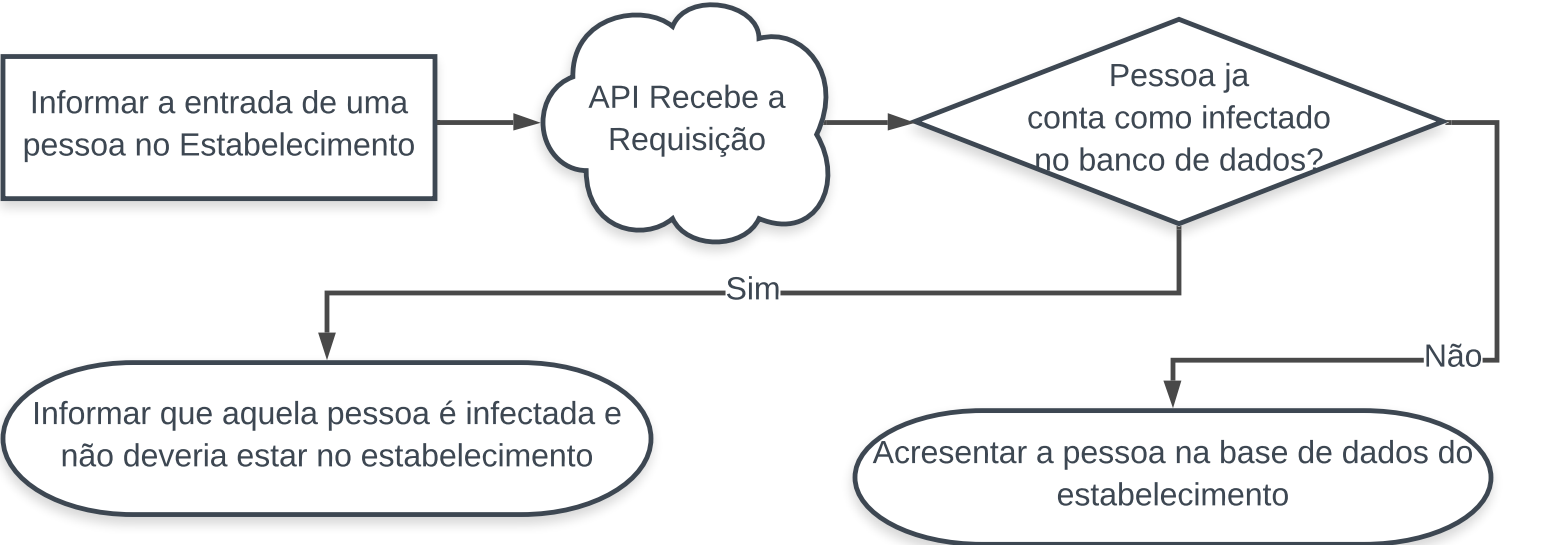 Informar a entrada de uma
pessoa no Estabelecimento
API Recebe a
Requisição
Pessoa ja
conta como infectado
no banco de dados?
Sim
Não
Informar que aquela pessoa é infectada e
não deveria estar no estabelecimento
Acresentar a pessoa na base de dados do
estabelecimento